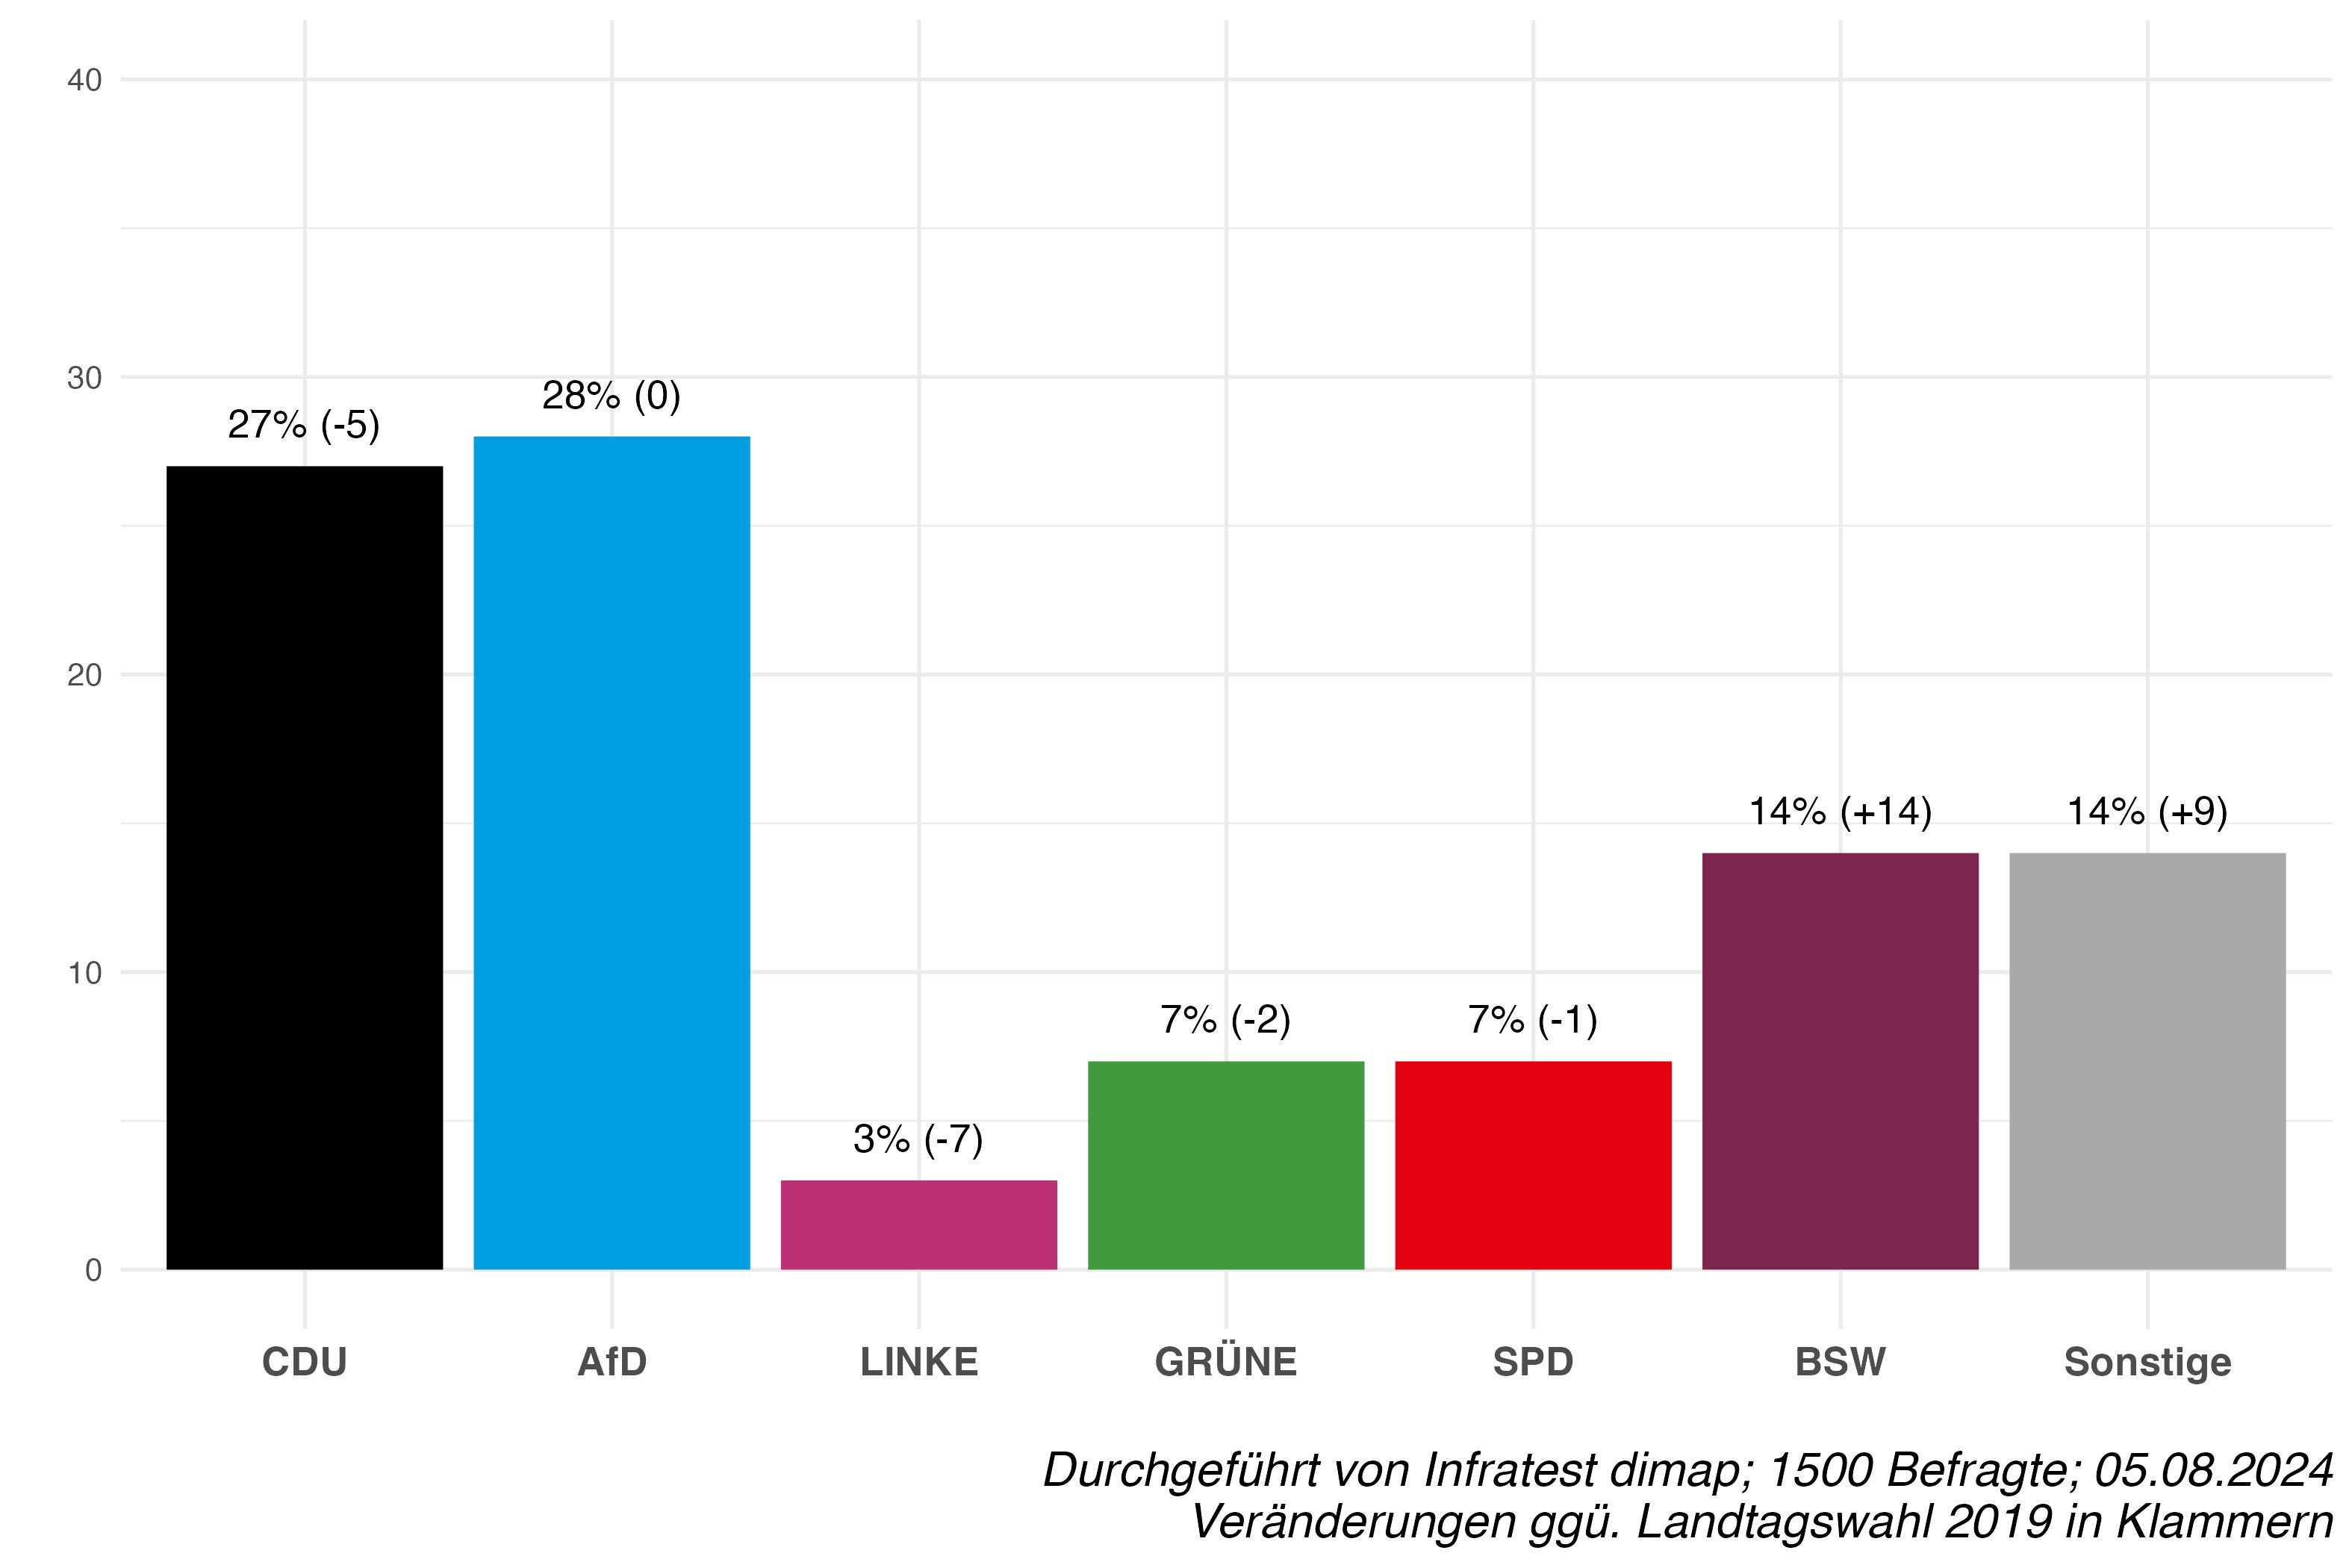 40
30
20
10
0
27% (-5)
28% (0)
3% (-7)
7% (-2)
7% (-1)
14% (+14)
14% (+9)
CDU
AfD
LINKE
GRÜNE
SPD
BSW
Sonstige
Durchgeführt von Infratest dimap; 1500 Befragte; 05.08.2024
Veränderungen ggü. Landtagswahl 2019 in Klammern